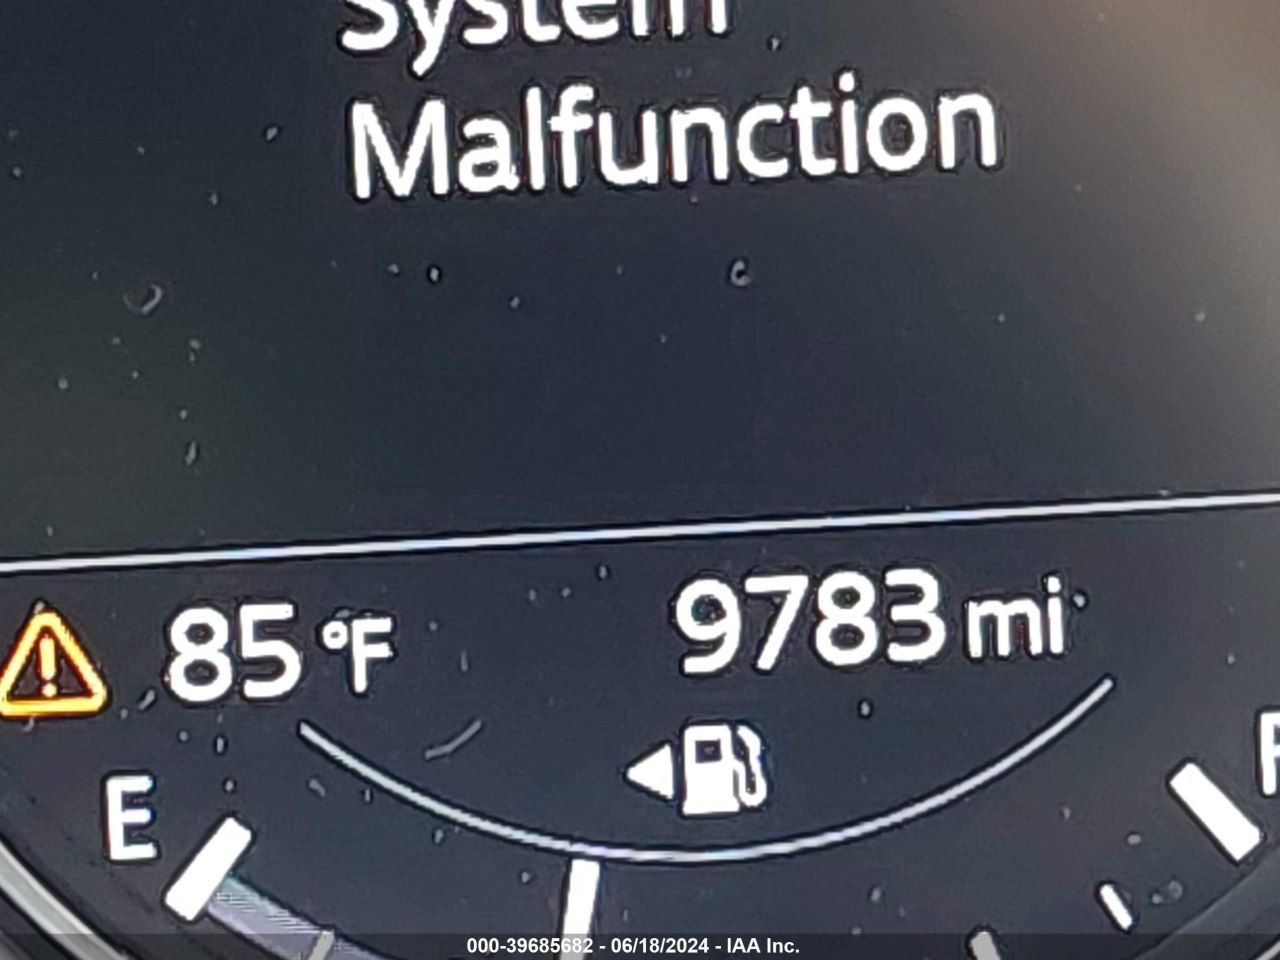 System
Malfunction
85 °F
9783 mi
E
F
000-39685682 - 06/18/2024 - IAA Inc.